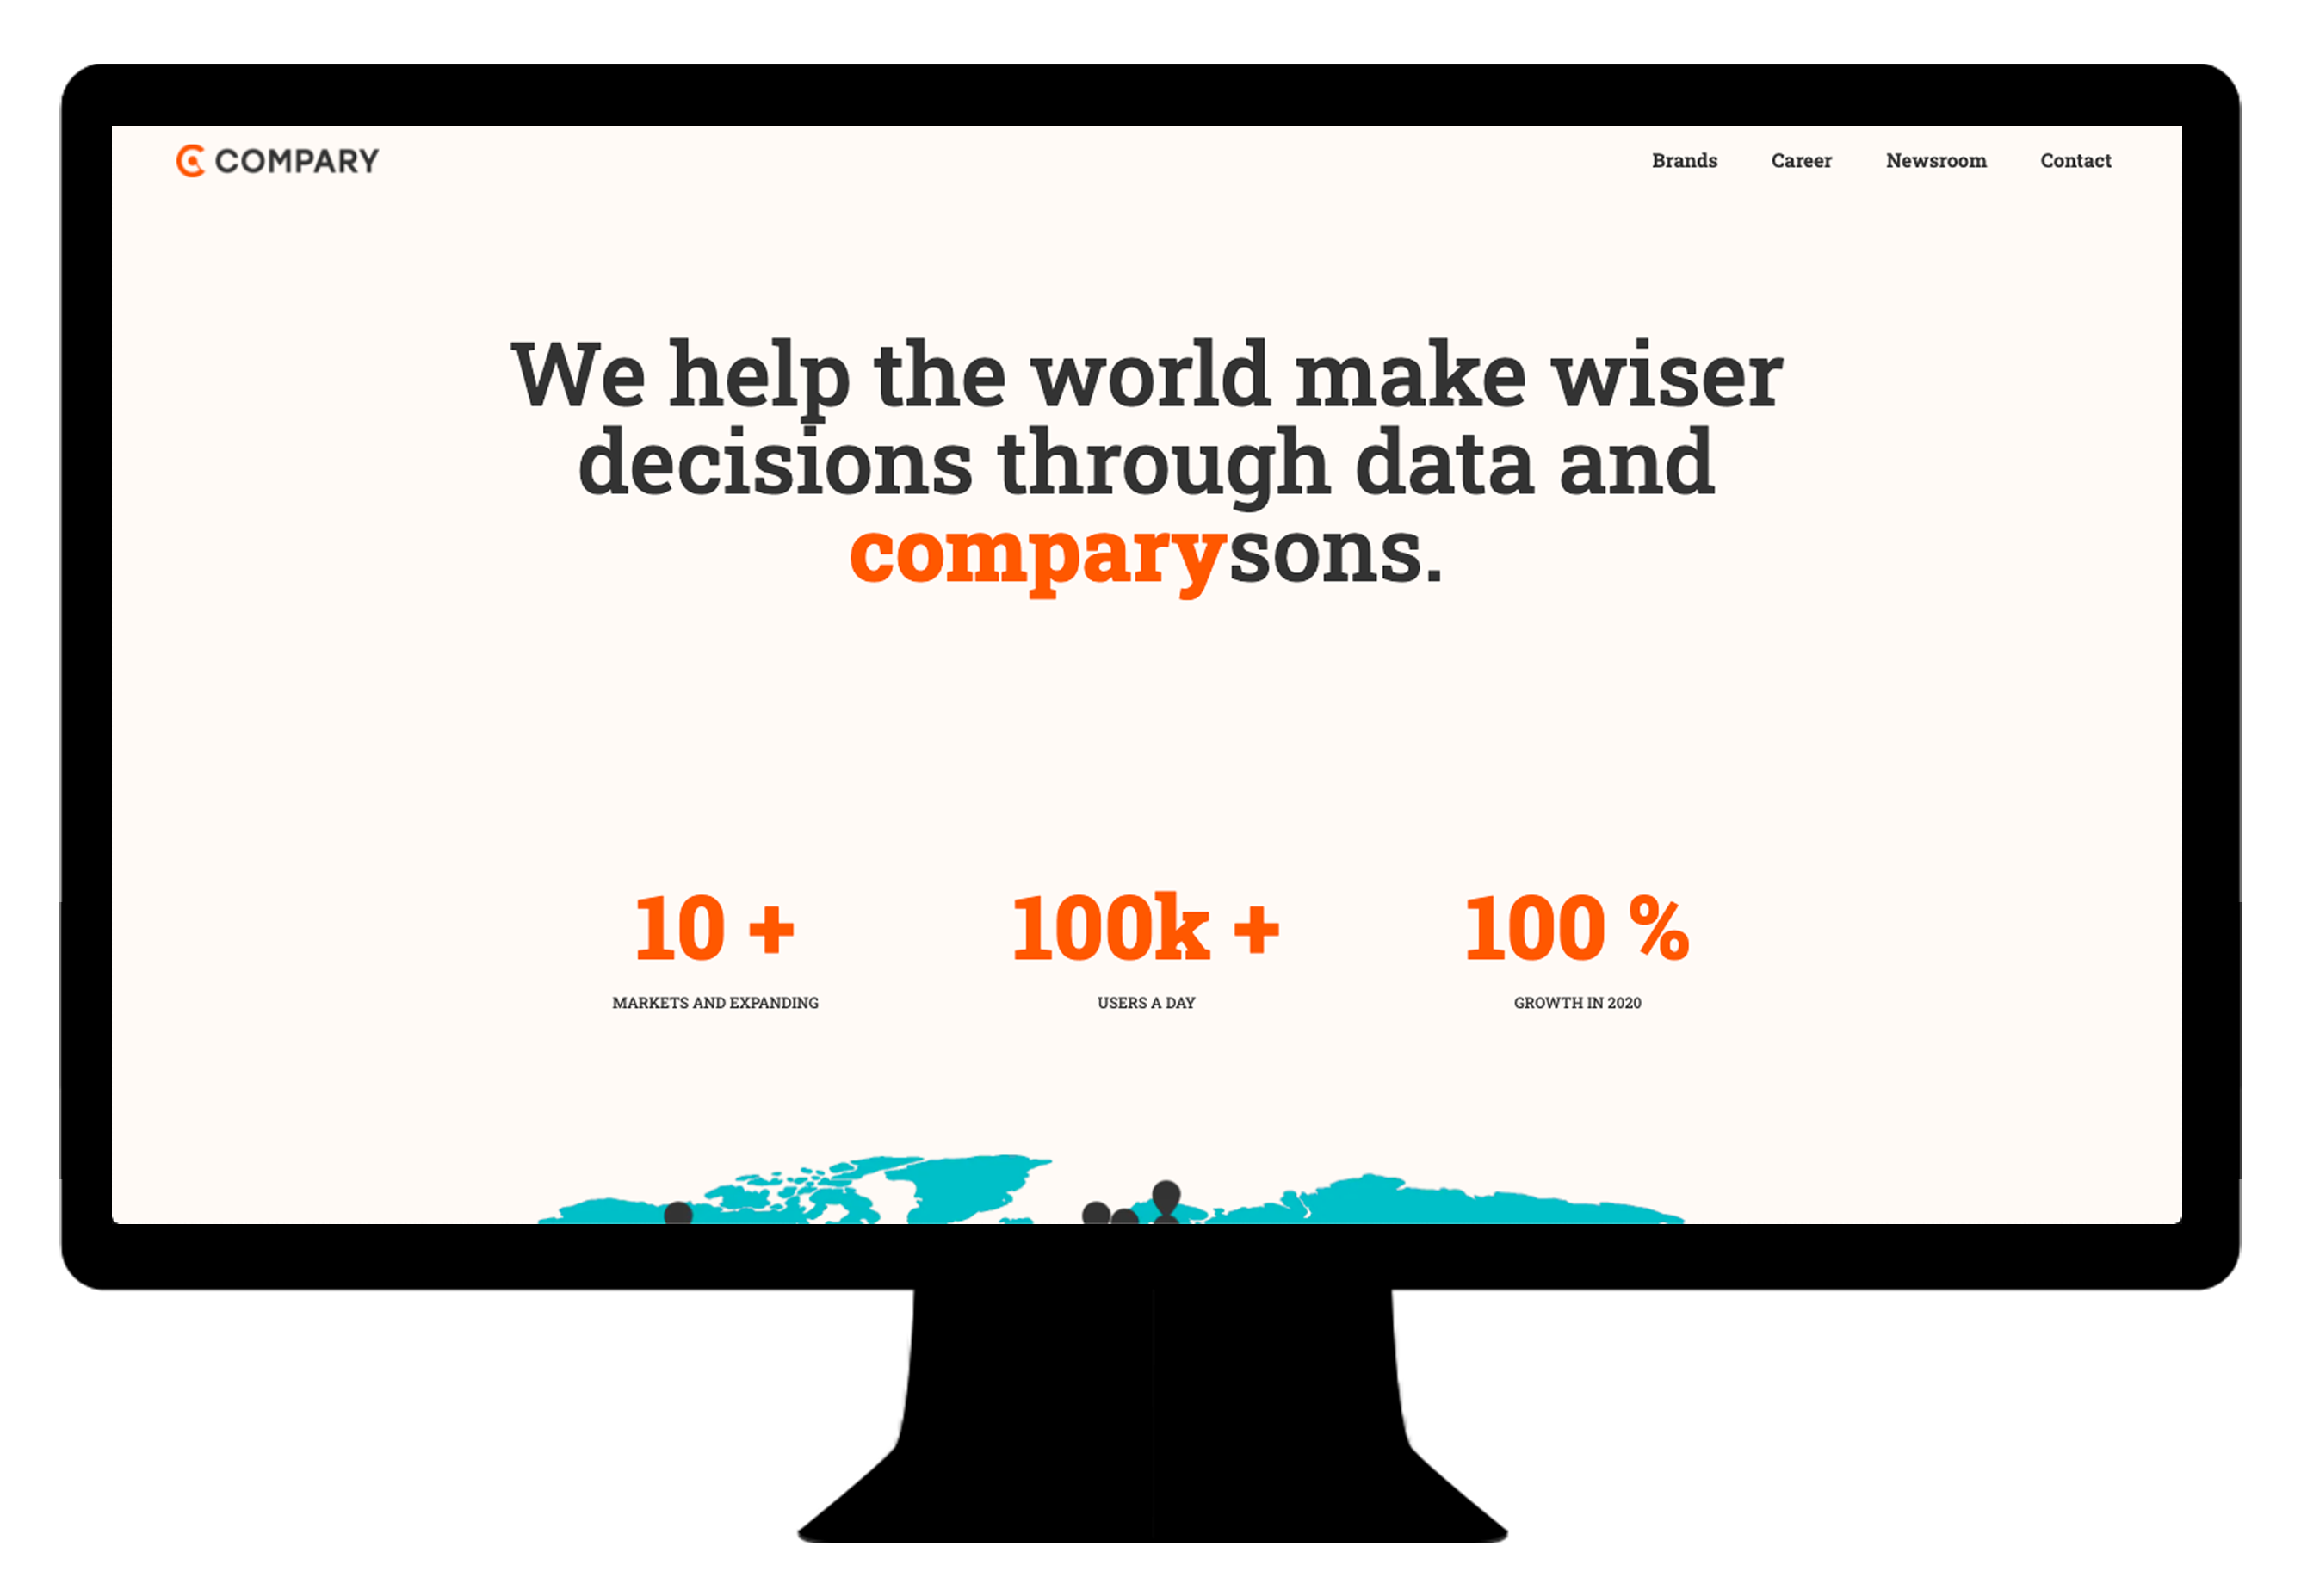 COMPARY
Brands Career Newsroom Contact
We help the world make wiser
decisions through data and
comparysons.
10 +
MARKETS AND EXPANDING
100k +
USERS A DAY
100 %
GROWTH IN 2020